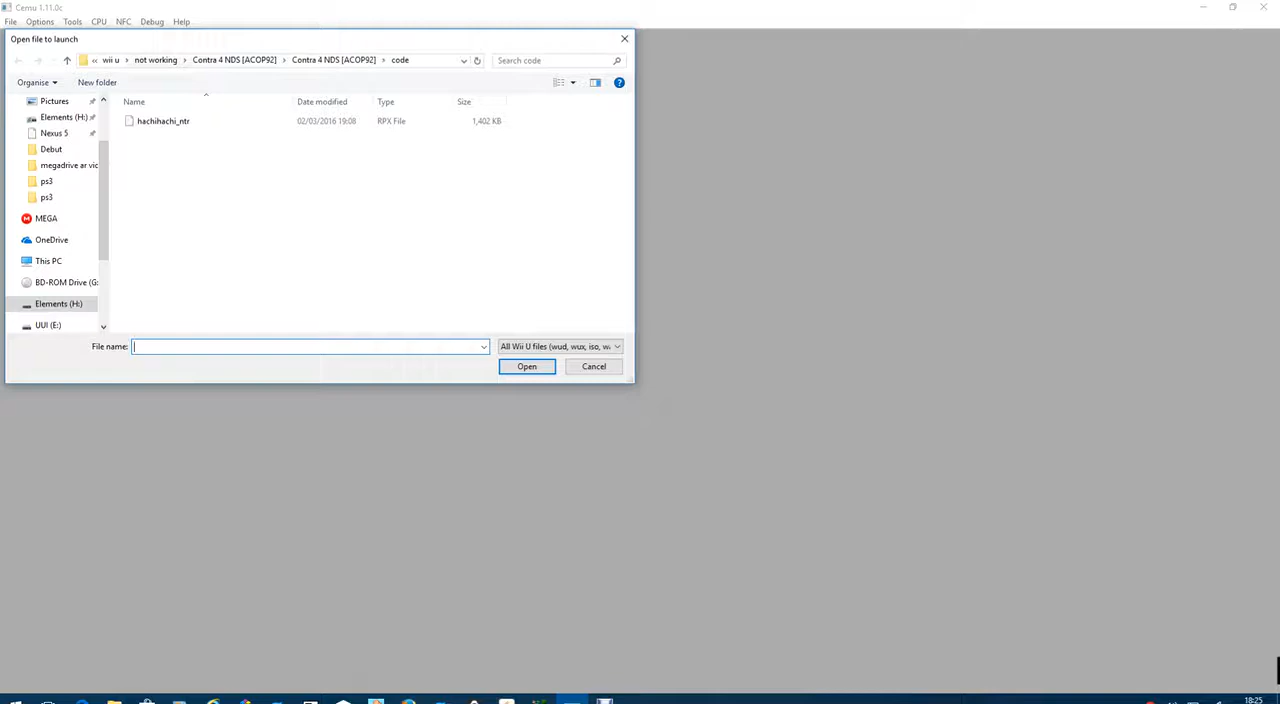 Cemu 1.11.0c
File Options Tools CPU NFC Debug Help
Open file to launch
« wii u › not working › Contra 4 NDS [ACOP92] › Contra 4 NDS [ACOP92] › code
Search code
Organise New folder
Name Date modified Type Size
hachihachi_ntr 02/03/2016 19:08 RPX File 1,402 KB
Pictures
Elements (H:)
Nexus 5
Debut
megadrive ar vic
ps3
ps3
MEGA
OneDrive
This PC
BD-ROM Drive (G:
Elements (H:)
UUI (E:)
File name: All Wii U files (wud, wux, iso, w
Open Cancel
18:25